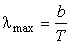 λmax = b/T